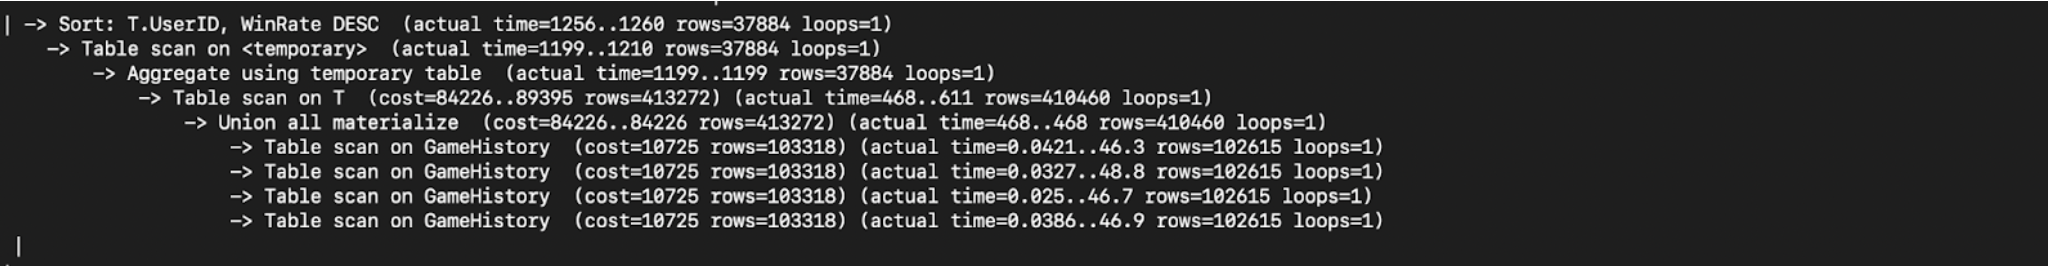 | -> Sort: T.UserID, WinRate DESC  (actual time=1256..1260 rows=37884 loops=1)
    -> Table scan on <temporary>  (actual time=1199..1210 rows=37884 loops=1)
        -> Aggregate using temporary table  (actual time=1199..1199 rows=37884 loops=1)
            -> Table scan on T  (cost=84226..89395 rows=413272) (actual time=468..611 rows=410460 loops=1)
                -> Union all materialize  (cost=84226..84226 rows=413272) (actual time=468..468 rows=410460 loops=1)
                    -> Table scan on GameHistory  (cost=10725 rows=103318) (actual time=0.0421..46.3 rows=102615 loops=1)
                    -> Table scan on GameHistory  (cost=10725 rows=103318) (actual time=0.0327..48.8 rows=102615 loops=1)
                    -> Table scan on GameHistory  (cost=10725 rows=103318) (actual time=0.025..46.7 rows=102615 loops=1)
                    -> Table scan on GameHistory  (cost=10725 rows=103318) (actual time=0.0386..46.9 rows=102615 loops=1)
 |